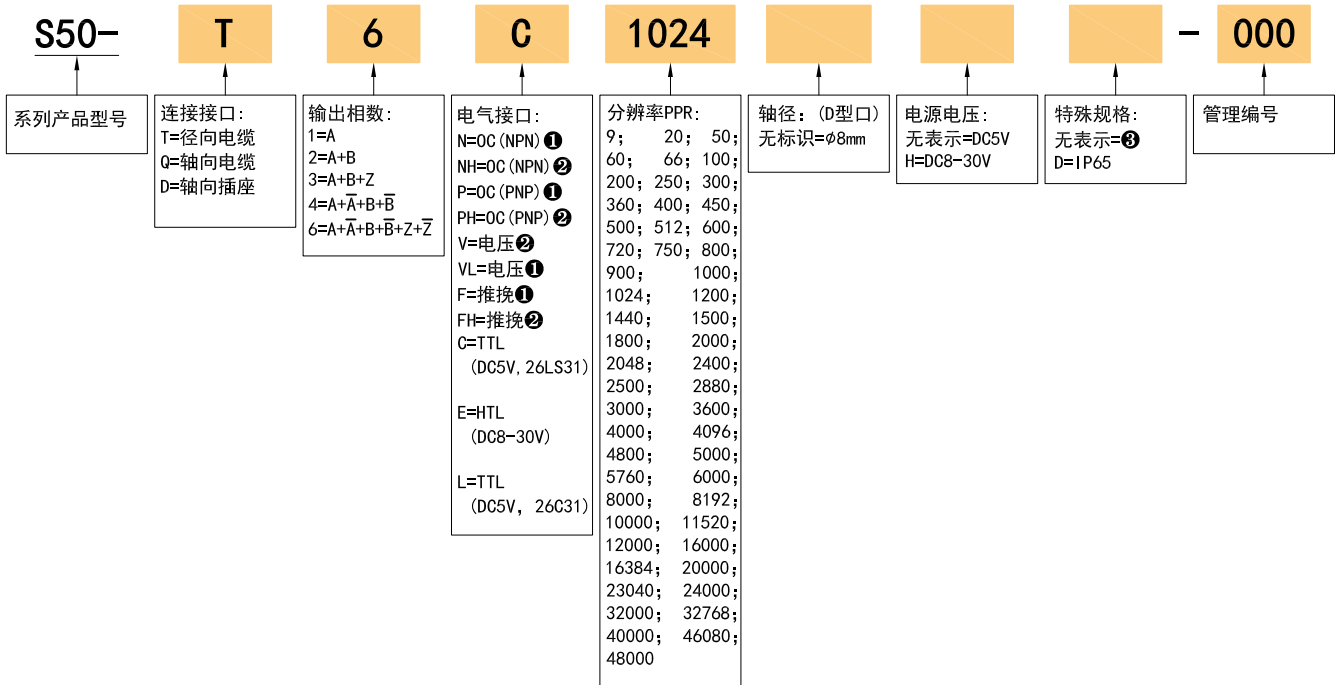 S50- T 6 C 1024 - 000
系列产品型号
连接接口:
T=径向电缆
Q=轴向电缆
D=轴向插座
输出相数:
1=A
2=A+B
3=A+B+Z
4=A+A̅+B+B̅
6=A+A̅+B+B̅+Z+Z̅
电气接口:
N=OC(NPN)❶
NH=OC(NPN)❷
P=OC(PNP)❶
PH=OC(PNP)❷
V=电压❷
VL=电压❶
F=推挽❶
FH=推挽❷
C=TTL
(DC5V,26LS31)
E=HTL
(DC8-30V)
L=TTL
(DC5V, 26C31)
分辨率PPR:
9; 20; 50;
60; 66; 100;
200; 250; 300;
360; 400; 450;
500; 512; 600;
720; 750; 800;
900; 1000;
1024; 1200;
1440; 1500;
1800; 2000;
2048; 2400;
2500; 2880;
3000; 3600;
4000; 4096;
4800; 5000;
5760; 6000;
8000; 8192;
10000; 11520;
12000; 16000;
16384; 20000;
23040; 24000;
32000; 32768;
40000; 46080;
48000
轴径: (D型口)
无标识=φ8mm
电源电压:
无表示=DC5V
H=DC8-30V
特殊规格:
无表示=❸
D=IP65
管理编号